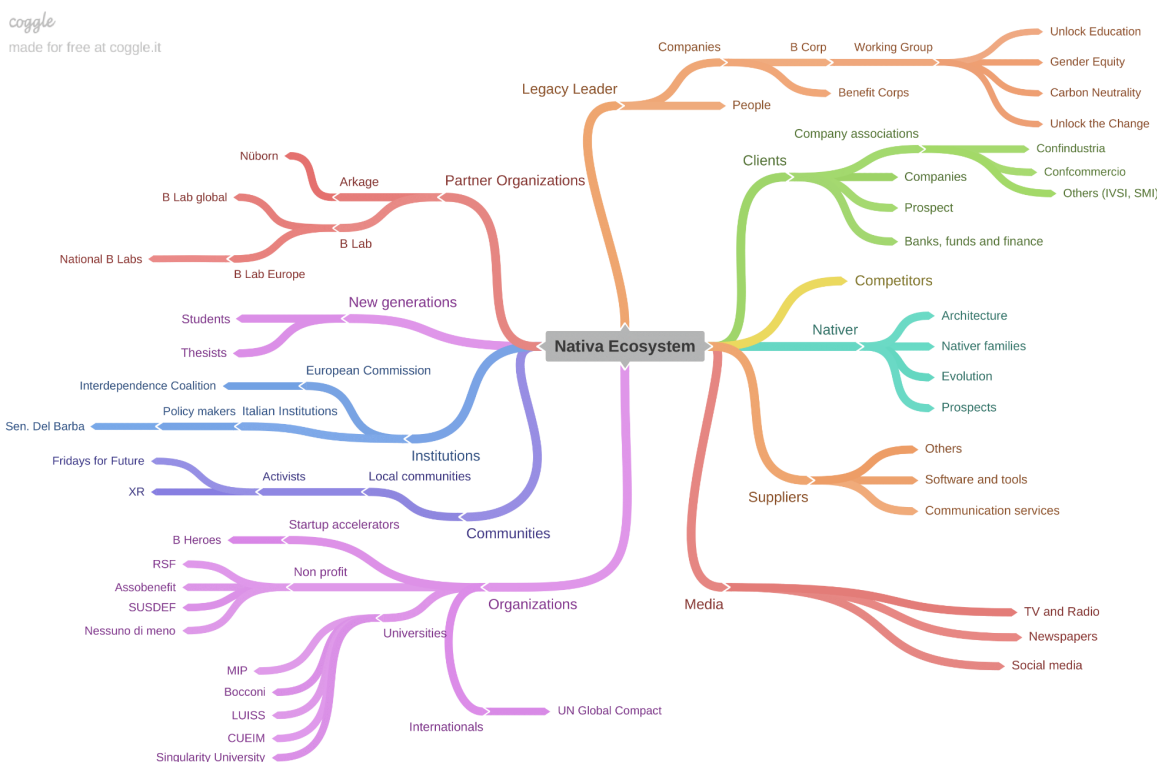 coggle
made for free at coggle.it
Legacy Leader
Companies
B Corp
Working Group
Unlock Education
Gender Equity
Carbon Neutrality
Unlock the Change
Benefit Corps
People
Clients
Company associations
Confindustria
Confcommercio
Others (IVSI, SMI)
Companies
Prospect
Banks, funds and finance
Competitors
Nativer
Architecture
Nativer families
Evolution
Prospects
Suppliers
Others
Software and tools
Communication services
Media
TV and Radio
Newspapers
Social media
Nativa Ecosystem
Partner Organizations
Arkage
Nüborn
B Lab
B Lab global
B Lab Europe
National B Labs
New generations
Students
Thesists
Institutions
European Commission
Interdependence Coalition
Italian Institutions
Policy makers
Sen. Del Barba
Communities
Local communities
Activists
Fridays for Future
XR
Organizations
Startup accelerators
B Heroes
Non profit
RSF
Assobenefit
SUSDEF
Nessuno di meno
Universities
MIP
Bocconi
LUISS
CUEIM
Singularity University
Internationals
UN Global Compact